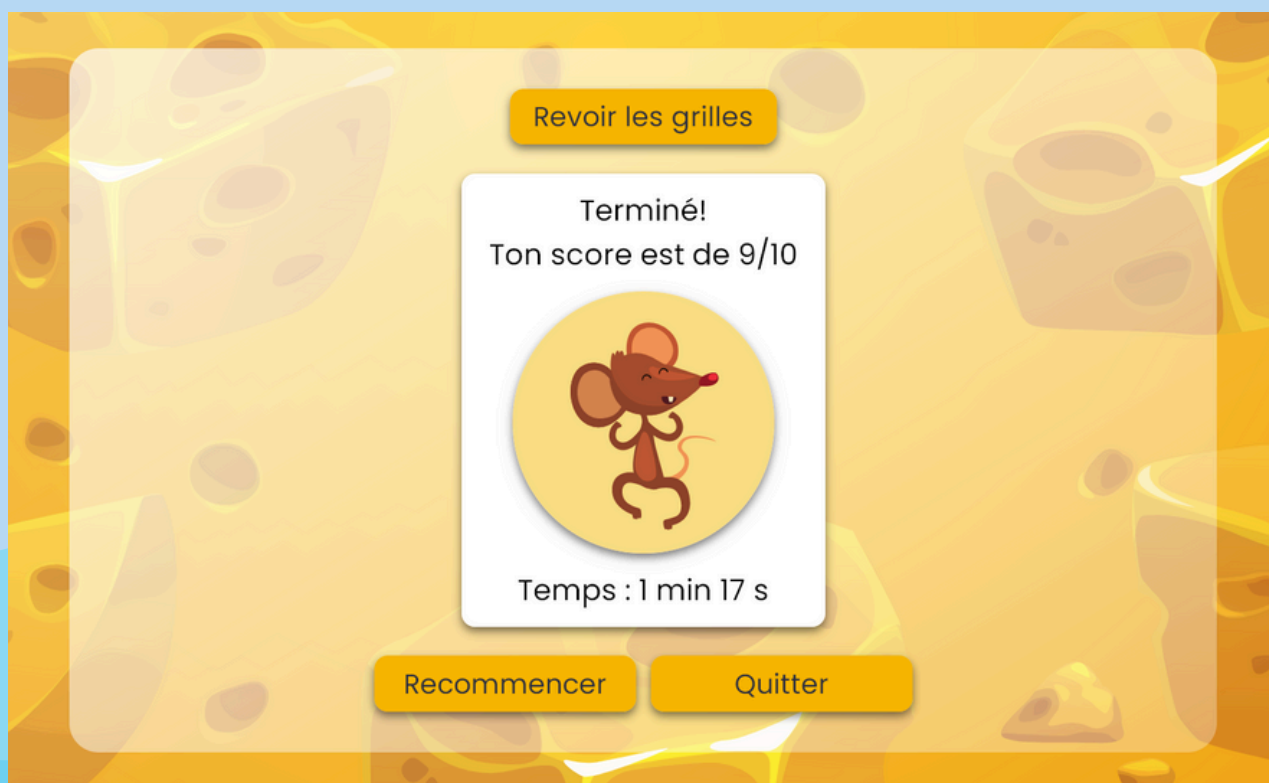 Revoir les grilles
Terminé!
Ton score est de 9/10
Temps : 1 min 17 s
Recommencer
Quitter